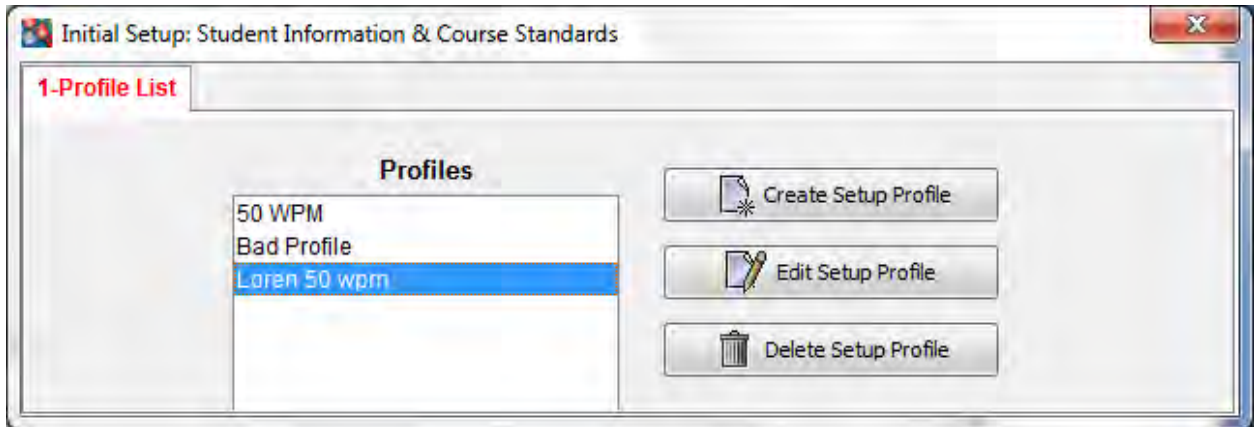 Initial Setup: Student Information & Course Standards
1-Profile List
Profiles
50 WPM
Bad Profile
Loren 50 wpm
Create Setup Profile
Edit Setup Profile
Delete Setup Profile